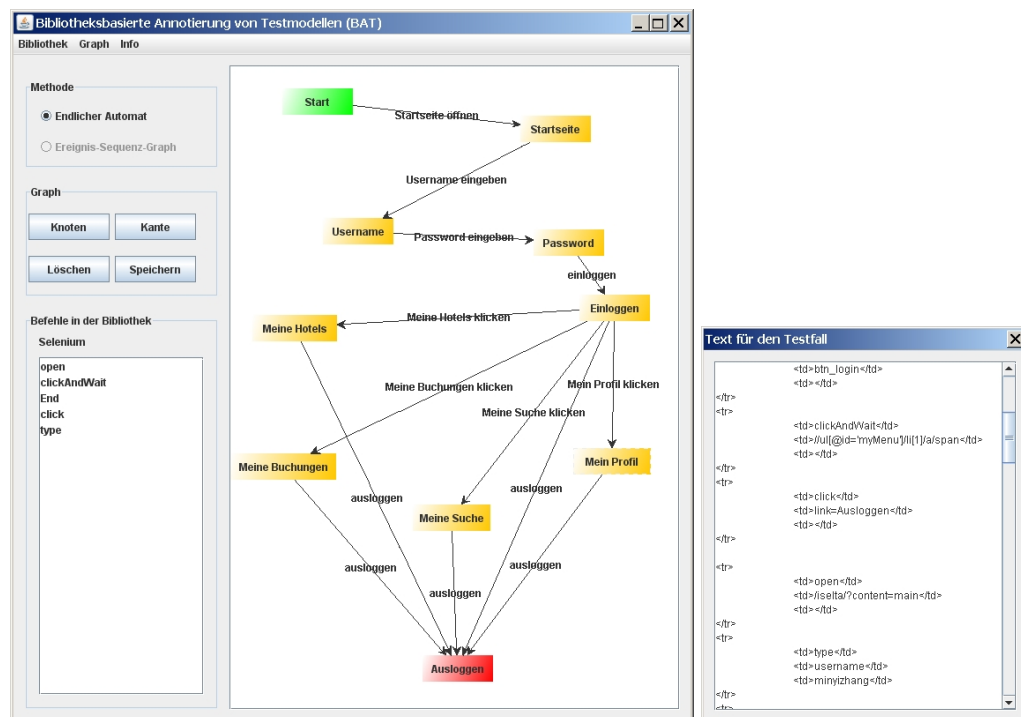 Bibliotheksbasierte Annotierung von Testmodellen (BAT)
Bibliothek Graph Info
Methode
Endlicher Automat
Ereignis-Sequenz-Graph
Graph
Knoten Kante
Löschen Speichern
Befehle in der Bibliothek
Selenium
open
clickAndWait
End
click
type
Start
Startseite öffnen
Startseite
Username eingeben
Username
Password eingeben
Password
einloggen
Einloggen
Meine Hotels
Meine Hotels klicken
Meine Buchungen klicken
Mein Profil klicken
Meine Suche klicken
Meine Buchungen
Mein Profil
ausloggen
ausloggen
Meine Suche
ausloggen
ausloggen
ausloggen
Ausloggen
Text für den Testfall
<td>btn_login</td>
<td></td>
</tr>
<tr>
<td>clickAndWait</td>
<td>//ul[@id='myMenu']/li[1]/a/span</td>
<td></td>
</tr>
<tr>
<td>click</td>
<td>link=Ausloggen</td>
<td></td>
</tr>
<tr>
<td>open</td>
<td>/iselta/?content=main</td>
<td></td>
</tr>
<tr>
<td>type</td>
<td>username</td>
<td>minyizhang</td>
</tr>
<tr>